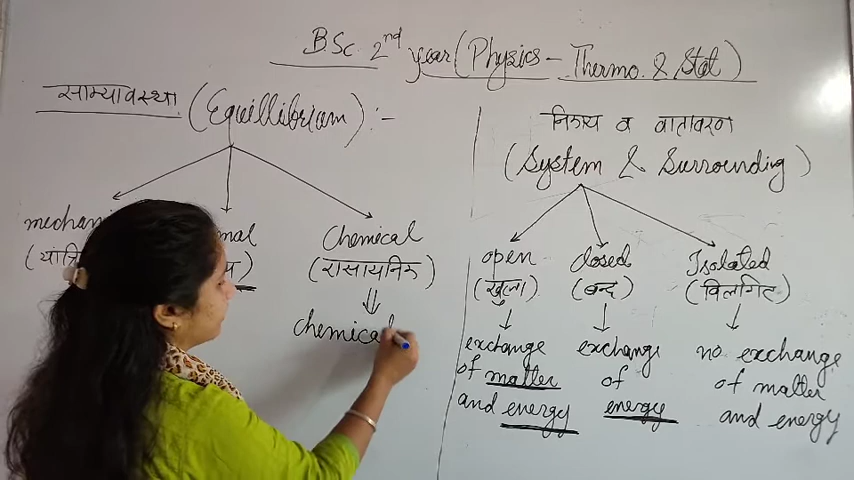 BSc 2nd year (Physics - Thermo. & Stat)
साम्यावस्था (Equillibrium) :-
Chemical
(रासायनिक)
⇓
Chemical
निकाय व वातावरण
(System & Surrounding)
open closed Isolated
(खुला) (बन्द) (विलगित)
exchange exchange no exchange
of matter of of matter
and energy energy and energy